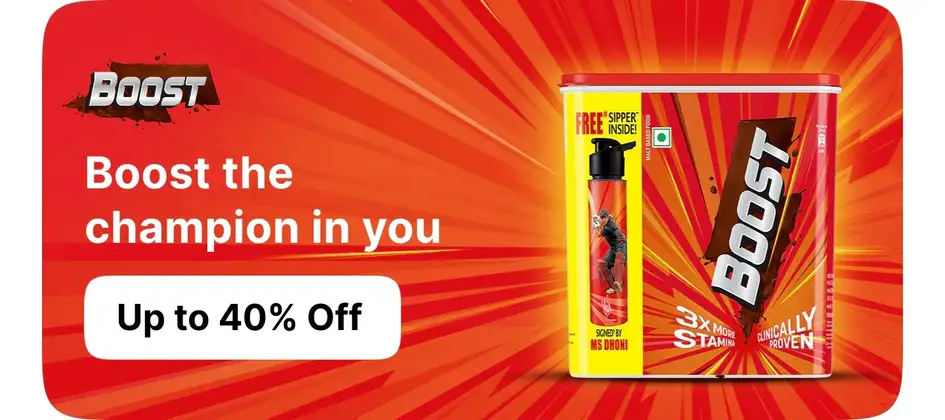 BOOST
Boost the
champion in you
Up to 40% Off
FREE* SIPPER
INSIDE!
MALT BASED FOOD
SIGNED* BY
MS DHONI
BOOST
3X MORE
STAMINA
CLINICALLY
PROVEN